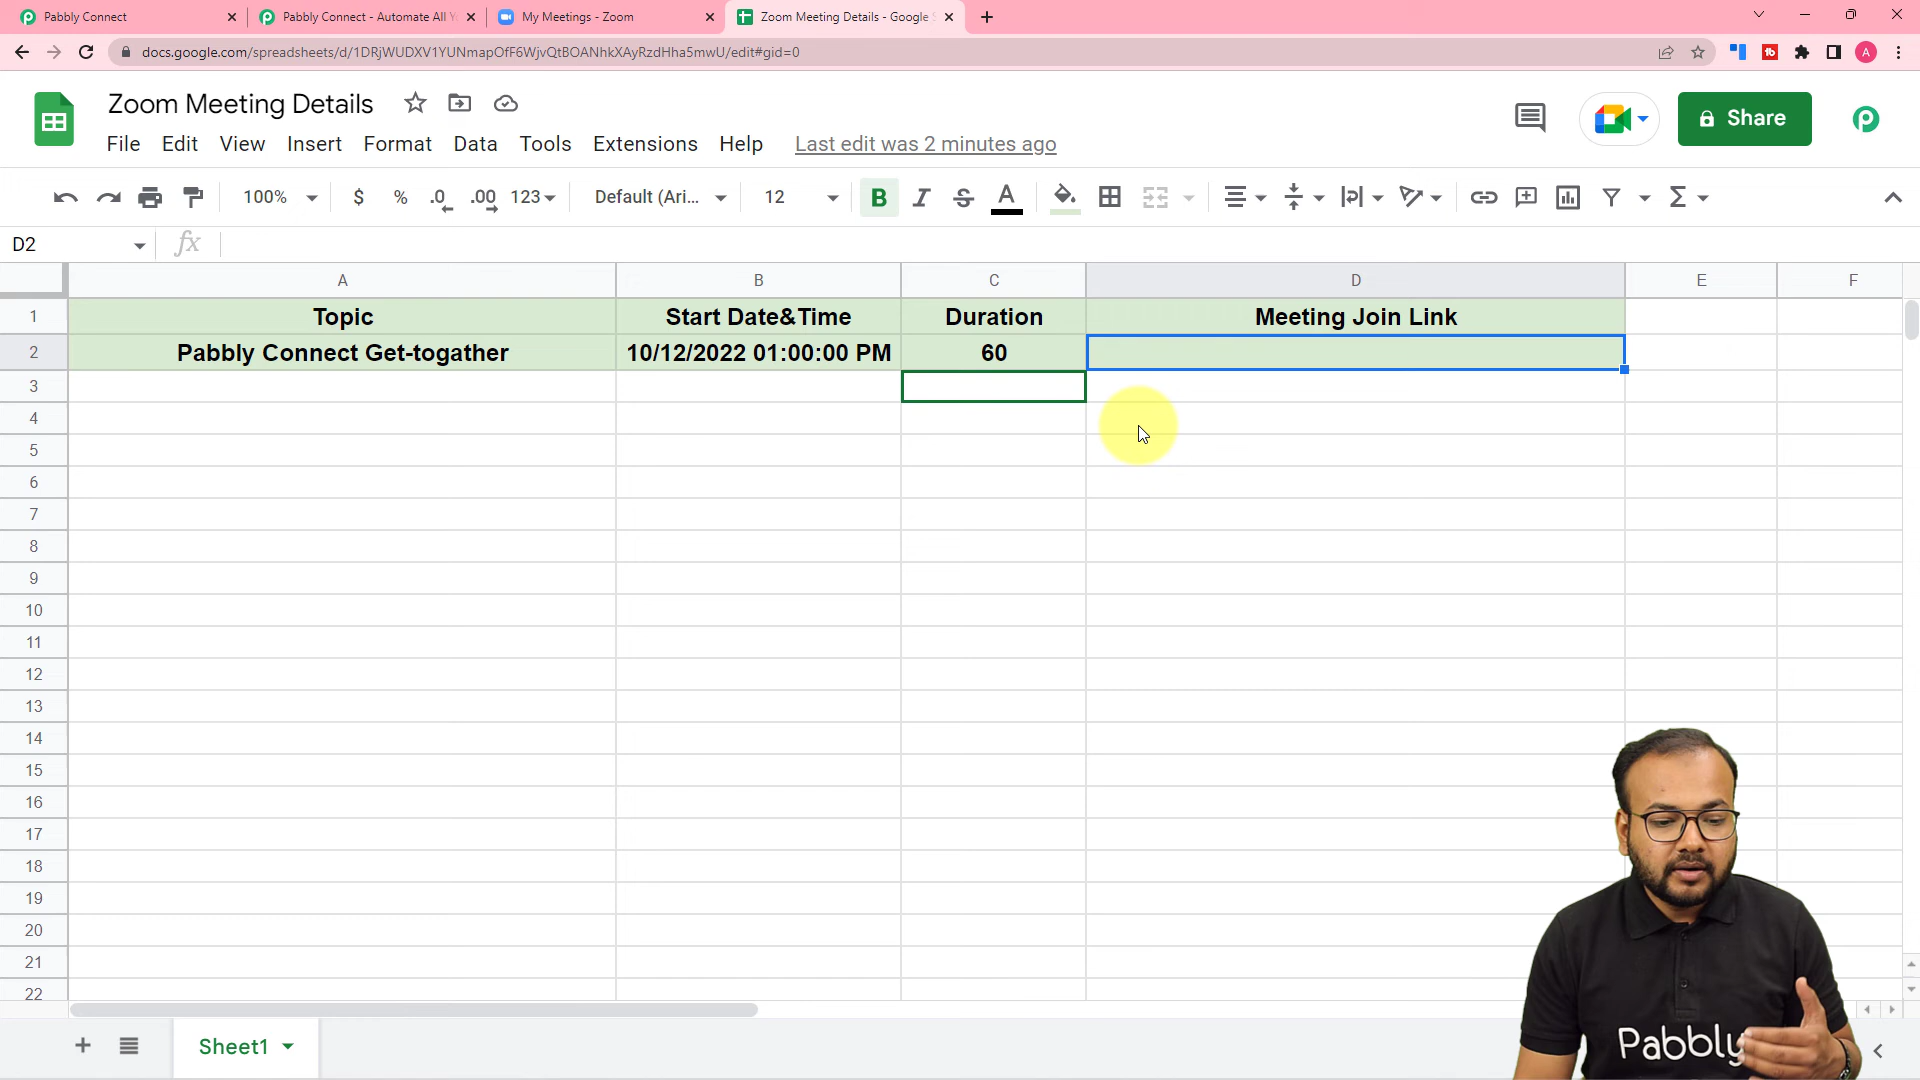 Pabbly Connect
Pabbly Connect - Automate All Y
My Meetings - Zoom
Zoom Meeting Details - Google S
docs.google.com/spreadsheets/d/1DRjWUDXV1YUNmapOfF6WjvQtBOANhkXAyRzdHha5mwU/edit#gid=0
Zoom Meeting Details
Share
File Edit View Insert Format Data Tools Extensions Help Last edit was 2 minutes ago
100% $ % .0 .00 123 Default (Ari... 12 B I S A
D2 fx
A B C D E F
1 Topic Start Date&Time Duration Meeting Join Link
2 Pabbly Connect Get-togather 10/12/2022 01:00:00 PM 60
3
4
5
6
7
8
9
10
11
12
13
14
15
16
17
18
19
20
21
22
Sheet1
Pabbly